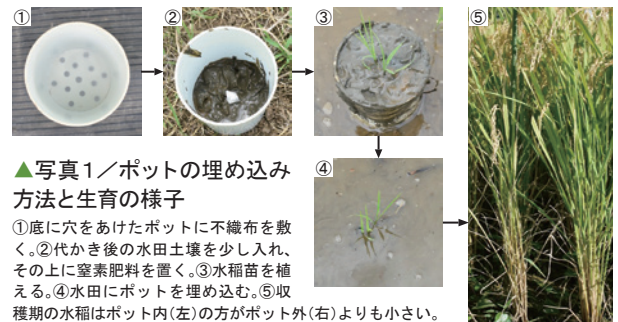 ①
②
③
⑤
④
▲写真1／ポットの埋め込み
方法と生育の様子
①底に穴をあけたポットに不織布を敷
く。②代かき後の水田土壌を少し入れ、
その上に窒素肥料を置く。③水稲苗を植
える。④水田にポットを埋め込む。⑤収
穫期の水稲はポット内(左)の方がポット外(右)よりも小さい。